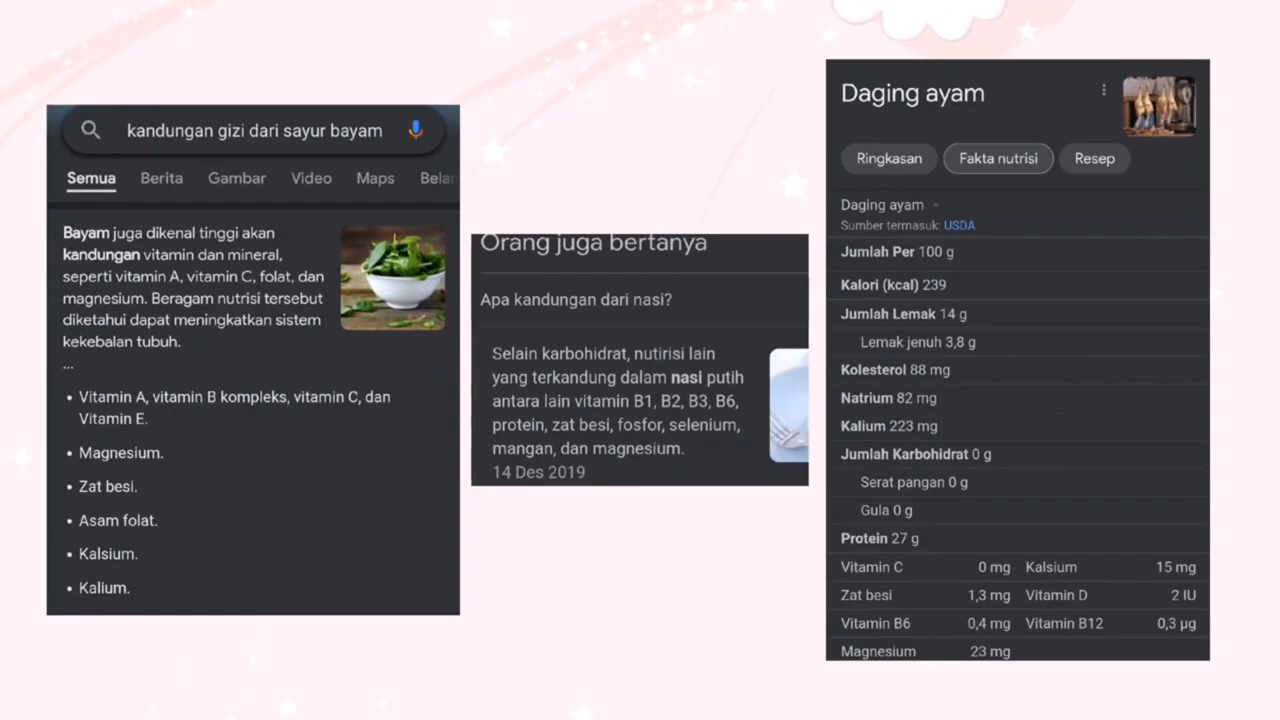 kandungan gizi dari sayur bayam
Semua Berita Gambar Video Maps Belan
Bayam juga dikenal tinggi akan
kandungan vitamin dan mineral,
seperti vitamin A, vitamin C, folat, dan
magnesium. Beragam nutrisi tersebut
diketahui dapat meningkatkan sistem
kekebalan tubuh.
...
• Vitamin A, vitamin B kompleks, vitamin C, dan
Vitamin E.
• Magnesium.
• Zat besi.
• Asam folat.
• Kalsium.
• Kalium.
Orang juga bertanya
Apa kandungan dari nasi?
Selain karbohidrat, nutirisi lain
yang terkandung dalam nasi putih
antara lain vitamin B1, B2, B3, B6,
protein, zat besi, fosfor, selenium,
mangan, dan magnesium.
14 Des 2019
Daging ayam
Ringkasan Fakta nutrisi Resep
Daging ayam
Sumber termasuk: USDA
Jumlah Per 100 g
Kalori (kcal) 239
Jumlah Lemak 14 g
Lemak jenuh 3,8 g
Kolesterol 88 mg
Natrium 82 mg
Kalium 223 mg
Jumlah Karbohidrat 0 g
Serat pangan 0 g
Gula 0 g
Protein 27 g
Vitamin C 0 mg Kalsium 15 mg
Zat besi 1,3 mg Vitamin D 2 IU
Vitamin B6 0,4 mg Vitamin B12 0,3 µg
Magnesium 23 mg